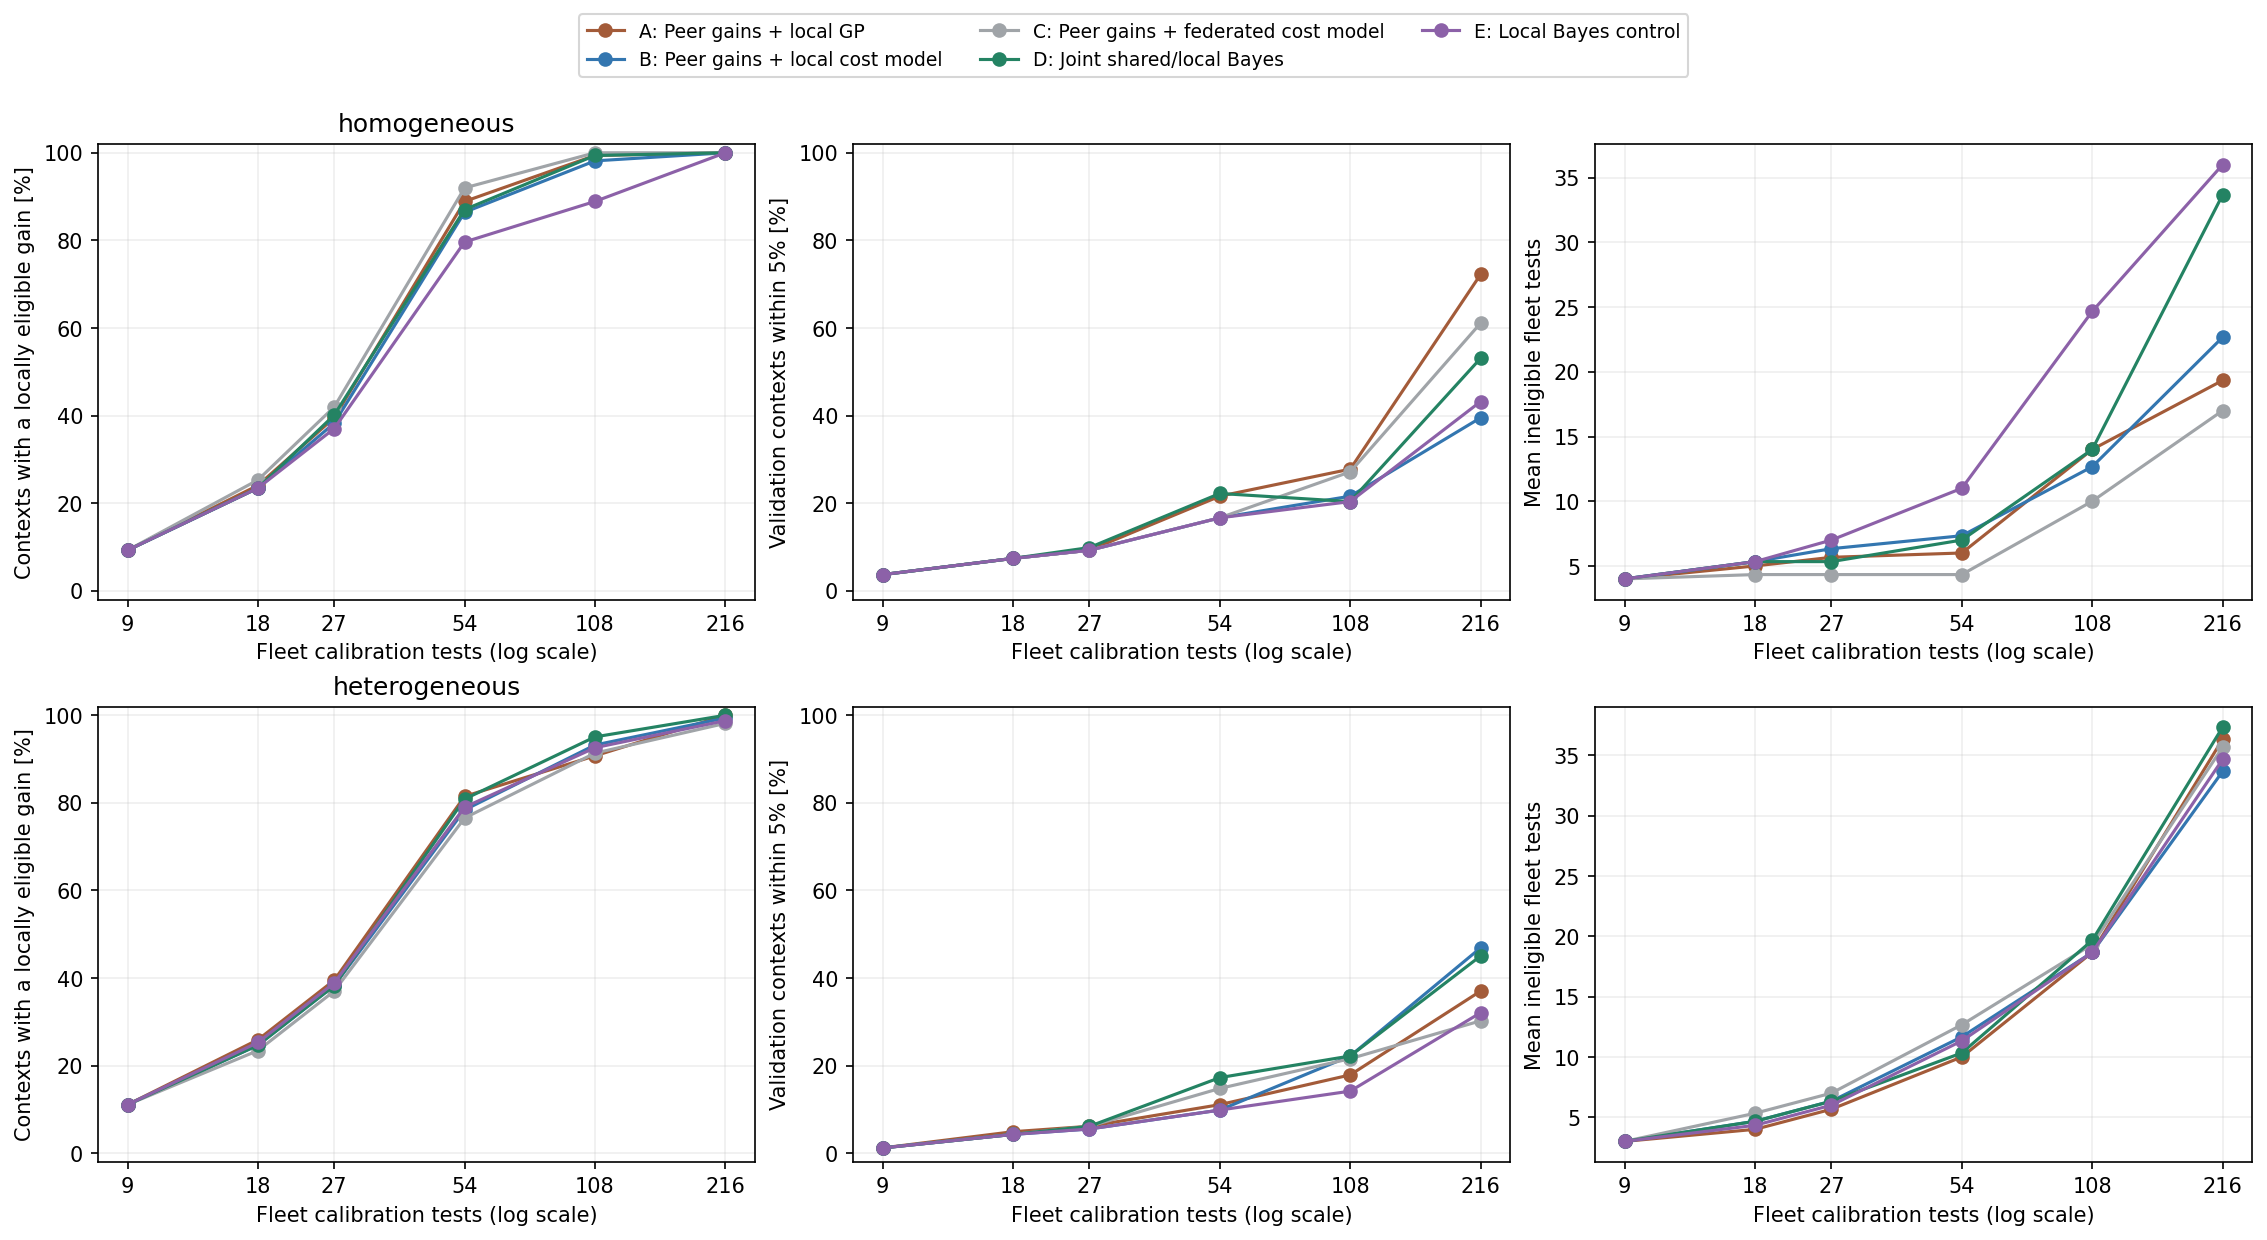 A: Peer gains + local GP
B: Peer gains + local cost model
C: Peer gains + federated cost model
D: Joint shared/local Bayes
E: Local Bayes control
homogeneous
Contexts with a locally eligible gain [%]
100
80
60
40
20
0
9 18 27 54 108 216
Fleet calibration tests (log scale)
Validation contexts within 5% [%]
100
80
60
40
20
0
9 18 27 54 108 216
Fleet calibration tests (log scale)
Mean ineligible fleet tests
35
30
25
20
15
10
5
9 18 27 54 108 216
Fleet calibration tests (log scale)
heterogeneous
Contexts with a locally eligible gain [%]
100
80
60
40
20
0
9 18 27 54 108 216
Fleet calibration tests (log scale)
Validation contexts within 5% [%]
100
80
60
40
20
0
9 18 27 54 108 216
Fleet calibration tests (log scale)
Mean ineligible fleet tests
35
30
25
20
15
10
5
9 18 27 54 108 216
Fleet calibration tests (log scale)